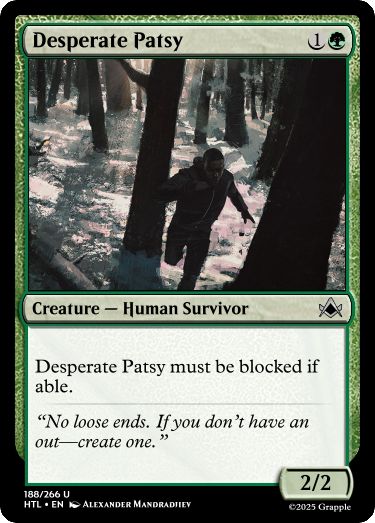 Desperate Patsy 1
Creature — Human Survivor
Desperate Patsy must be blocked if
able.
“No loose ends. If you don’t have an
out—create one.”
2/2
188/266 U
HTL • EN Alexander Mandradjiev
©2025 Grapple